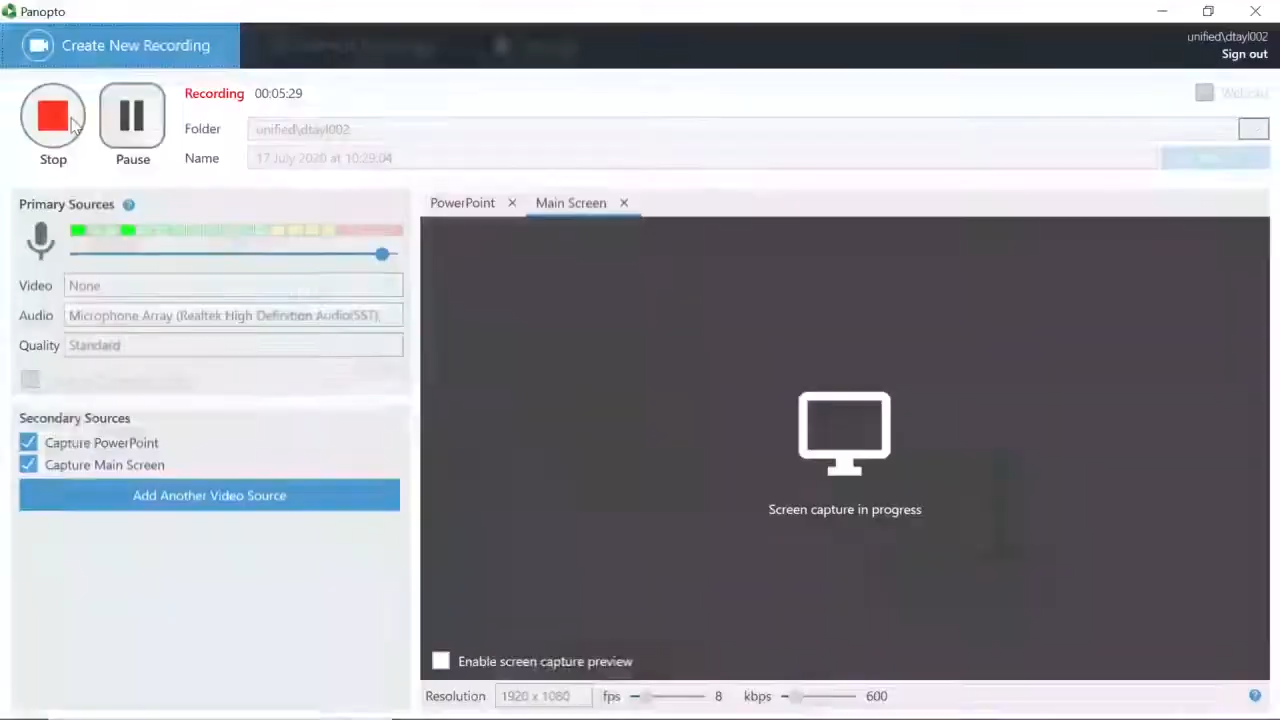 Panopto
Create New Recording
unified\dtayl002
Sign out
Recording 00:05:29
Folder unified\dtayl002
Name 17 July 2020 at 10:29:04
Stop Pause
Primary Sources
PowerPoint Main Screen
Video None
Audio Microphone Array (Realtek High Definition Audio(SST))
Quality Standard
Secondary Sources
Capture PowerPoint
Capture Main Screen
Add Another Video Source
Screen capture in progress
Enable screen capture preview
Resolution 1920 x 1080 fps 8 kbps 600